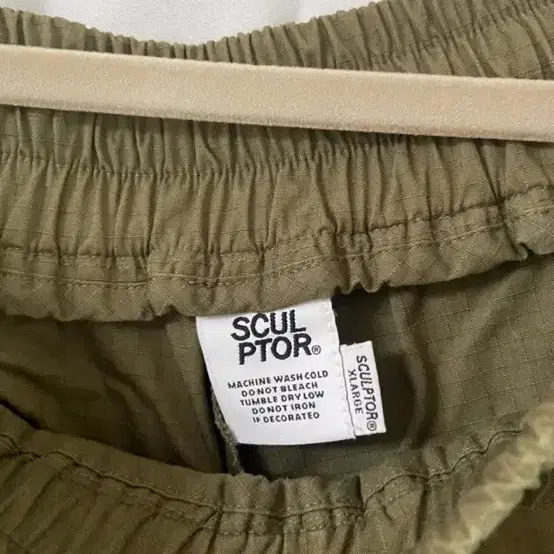 SCUL
PTOR®
MACHINE WASH COLD
DO NOT BLEACH
TUMBLE DRY LOW
DO NOT IRON
IF DECORATED
SCULPTOR®
XLARGE